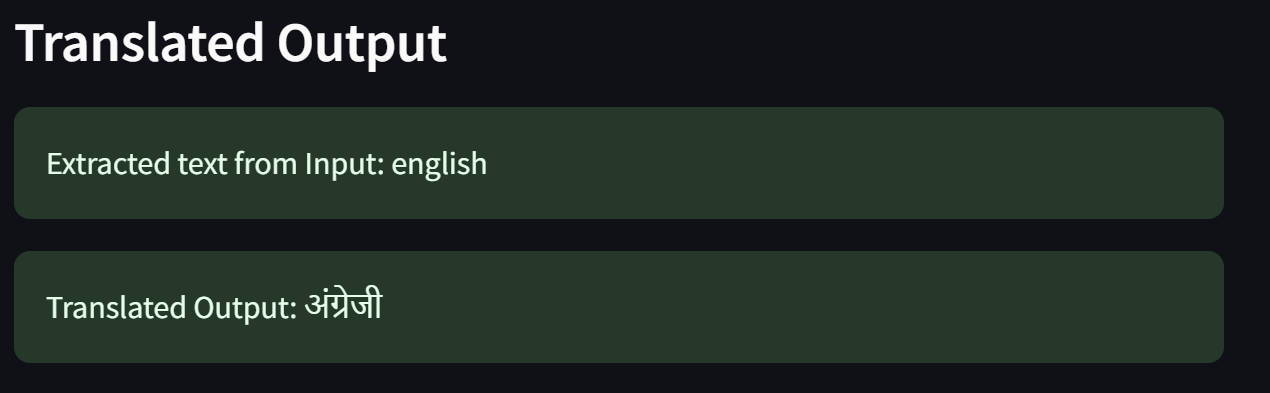 Translated Output
Extracted text from Input: english
Translated Output: अंग्रेजी